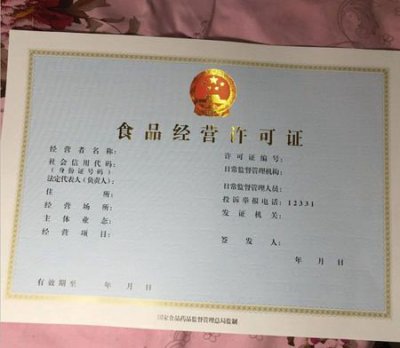 食品经营许可证
经营者名称:
社会信用代码:
(身份证号码)
法定代表人(负责人):
住所:
经营场所:
主体业态:
经营项目:
有效期至 年 月 日
许可证编号:
日常监督管理机构:
日常监督管理人员:
投诉举报电话:12331
发证机关:
签发人:
年 月 日
国家食品药品监督管理总局监制